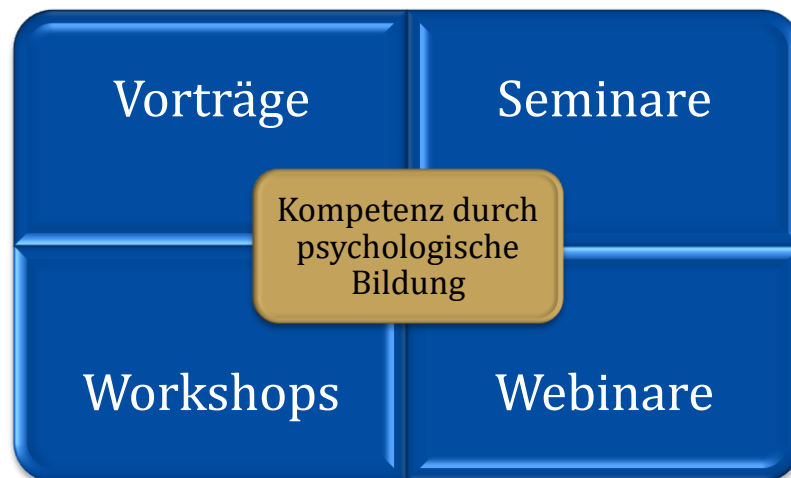 Vorträge
Seminare
Kompetenz durch
psychologische
Bildung
Workshops
Webinare